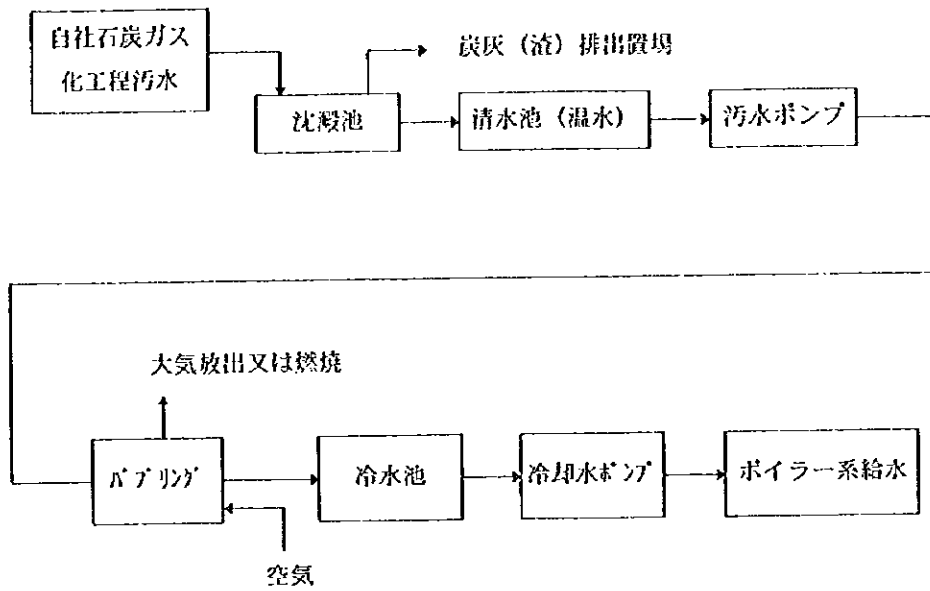 自社石炭ガス
化工程汚水
炭灰（渣）排出置場
沈澱池
清水池（温水）
汚水ポンプ
大気放出又は燃焼
バブリング
冷水池
冷却水ポンプ
ボイラー系給水
空気